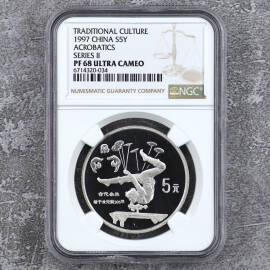 TRADITIONAL CULTURE
1997 CHINA S5Y
ACROBATICS
SERIES II
PF 68 ULTRA CAMEO
6714320-034
NUMISMATIC GUARANTY COMPANY
NGC
5元